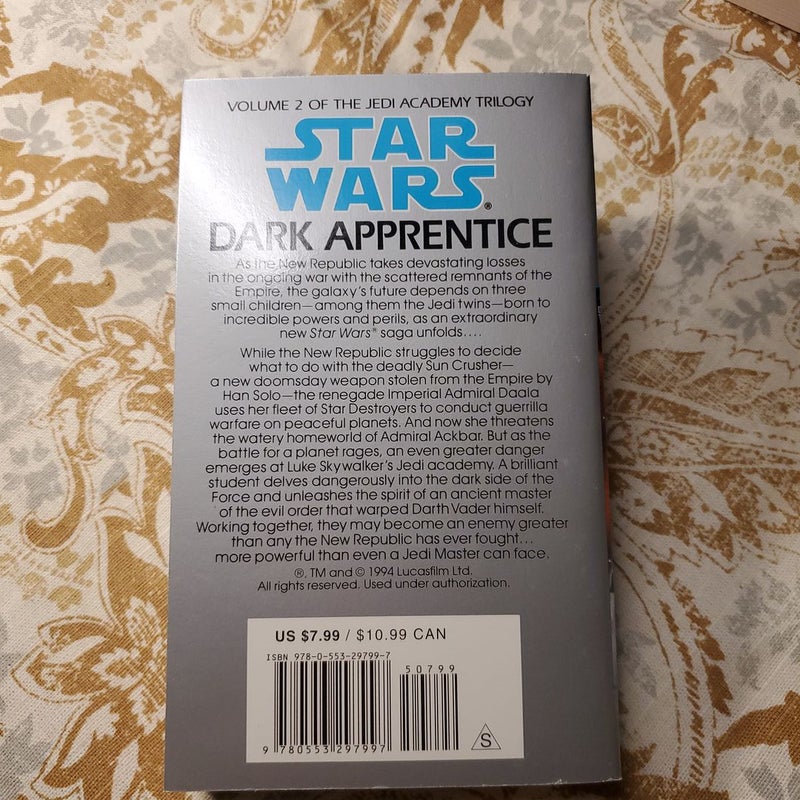 VOLUME 2 OF THE JEDI ACADEMY TRILOGY
STAR
WARS®
DARK APPRENTICE
As the New Republic takes devastating losses
in the ongoing war with the scattered remnants of the
Empire, the galaxy's future depends on three
small children—among them the Jedi twins—born to
incredible powers and perils, as an extraordinary
new Star Wars® saga unfolds....
While the New Republic struggles to decide
what to do with the deadly Sun Crusher—
a new doomsday weapon stolen from the Empire by
Han Solo—the renegade Imperial Admiral Daala
uses her fleet of Star Destroyers to conduct guerrilla
warfare on peaceful planets. And now she threatens
the watery homeworld of Admiral Ackbar. But as the
battle for a planet rages, an even greater danger
emerges at Luke Skywalker's Jedi academy. A brilliant
student delves dangerously into the dark side of the
Force and unleashes the spirit of an ancient master
of the evil order that warped Darth Vader himself.
Working together, they may become an enemy greater
than any the New Republic has ever fought...
more powerful than even a Jedi Master can face.
®, TM and © 1994 Lucasfilm Ltd.
All rights reserved. Used under authorization.
US $7.99 / $10.99 CAN
ISBN 978-0-553-29799-7
50799
9 780553 297997
S